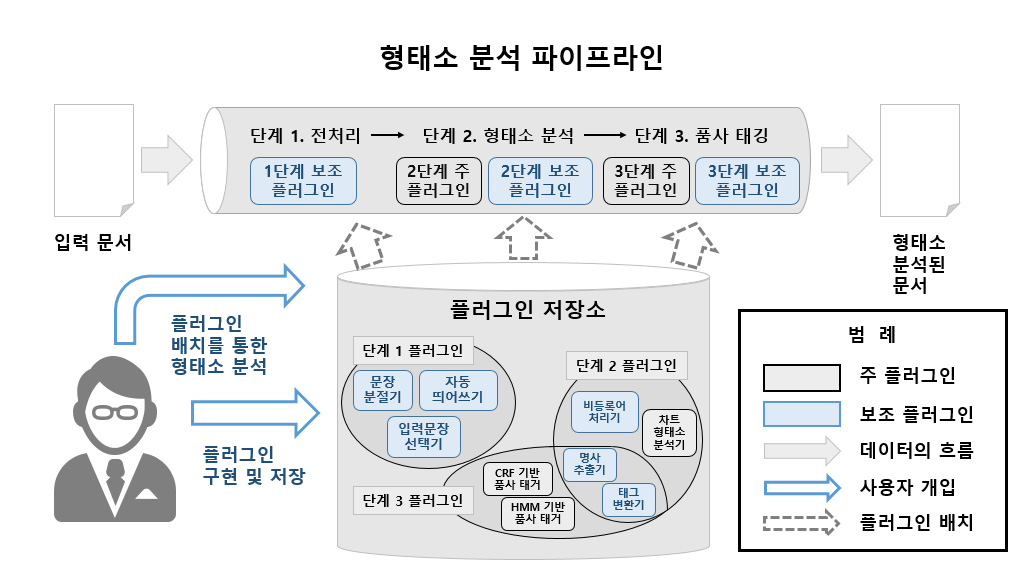 형태소 분석 파이프라인
단계 1. 전처리
단계 2. 형태소 분석
단계 3. 품사 태깅
1단계 보조
플러그인
2단계 주
플러그인
2단계 보조
플러그인
3단계 주
플러그인
3단계 보조
플러그인
입력 문서
형태소
분석된
문서
플러그인
배치를 통한
형태소 분석
플러그인
구현 및 저장
플러그인 저장소
단계 1 플러그인
문장
분절기
자동
띄어쓰기
입력문장
선택기
단계 2 플러그인
비등록어
처리기
차트
형태소
분석기
명사
추출기
태그
변환기
단계 3 플러그인
CRF 기반
품사 태거
HMM 기반
품사 태거
범 례
주 플러그인
보조 플러그인
데이터의 흐름
사용자 개입
플러그인 배치